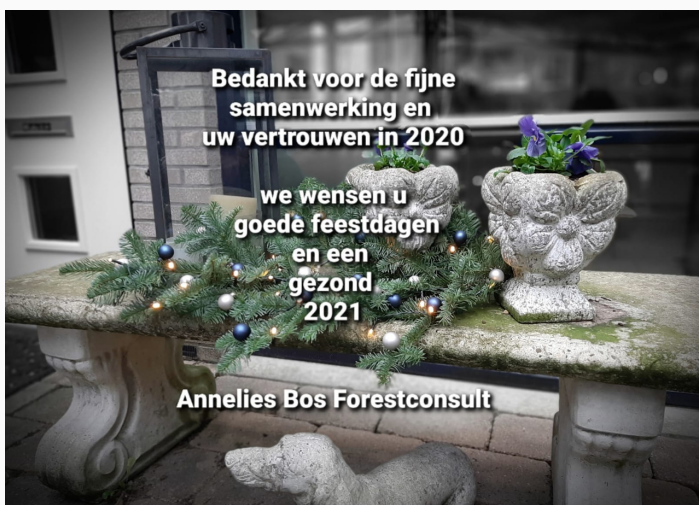 Bedankt voor de fijne
samenwerking en
uw vertrouwen in 2020
we wensen u
goede feestdagen
en een
gezond
2021
Annelies Bos Forestconsult